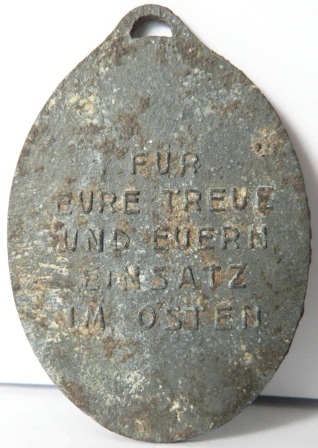 FUR
EURE TREUE
UND EUERN
EINSATZ
IM OSTEN